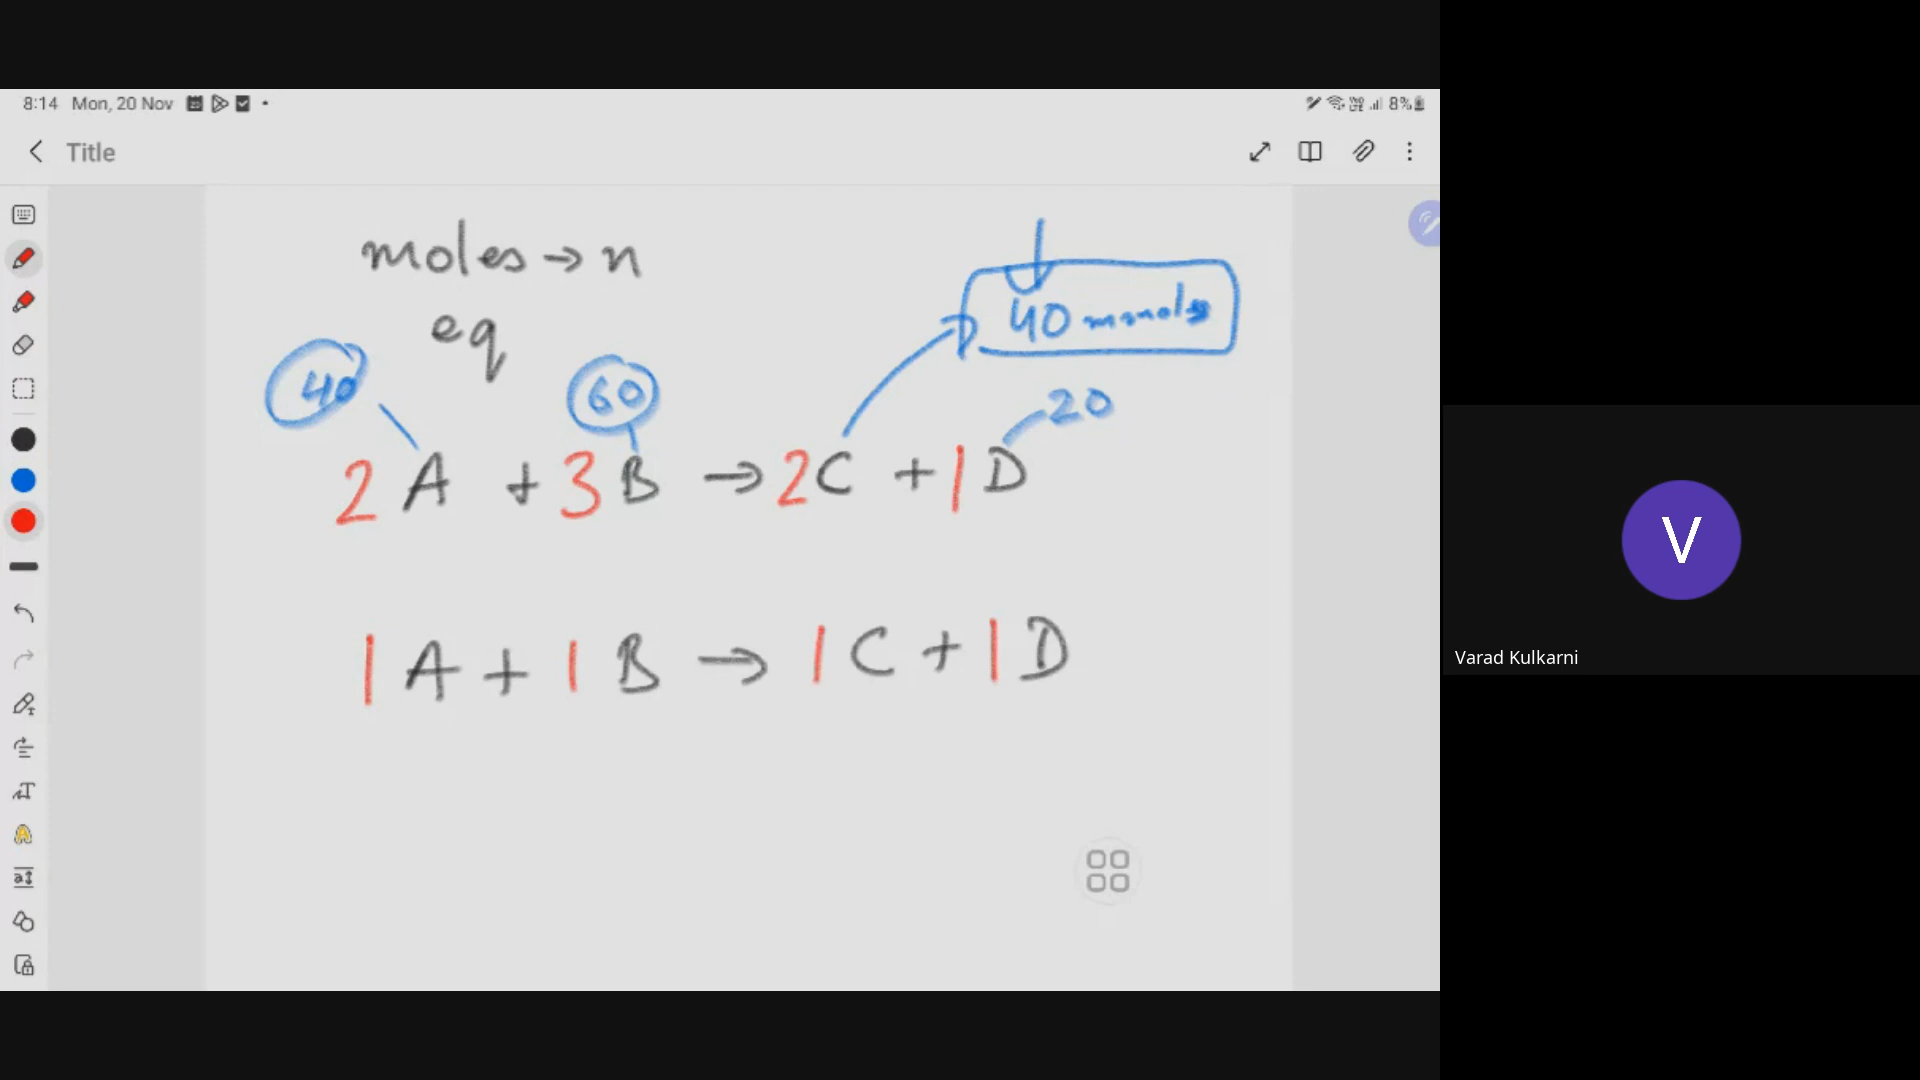 8:14 Mon, 20 Nov
8%
Title
moles → n
eq
40 mmols
40
60
20
2 A + 3 B → 2 C + 1 D
1 A + 1 B → 1 C + 1 D
V
Varad Kulkarni